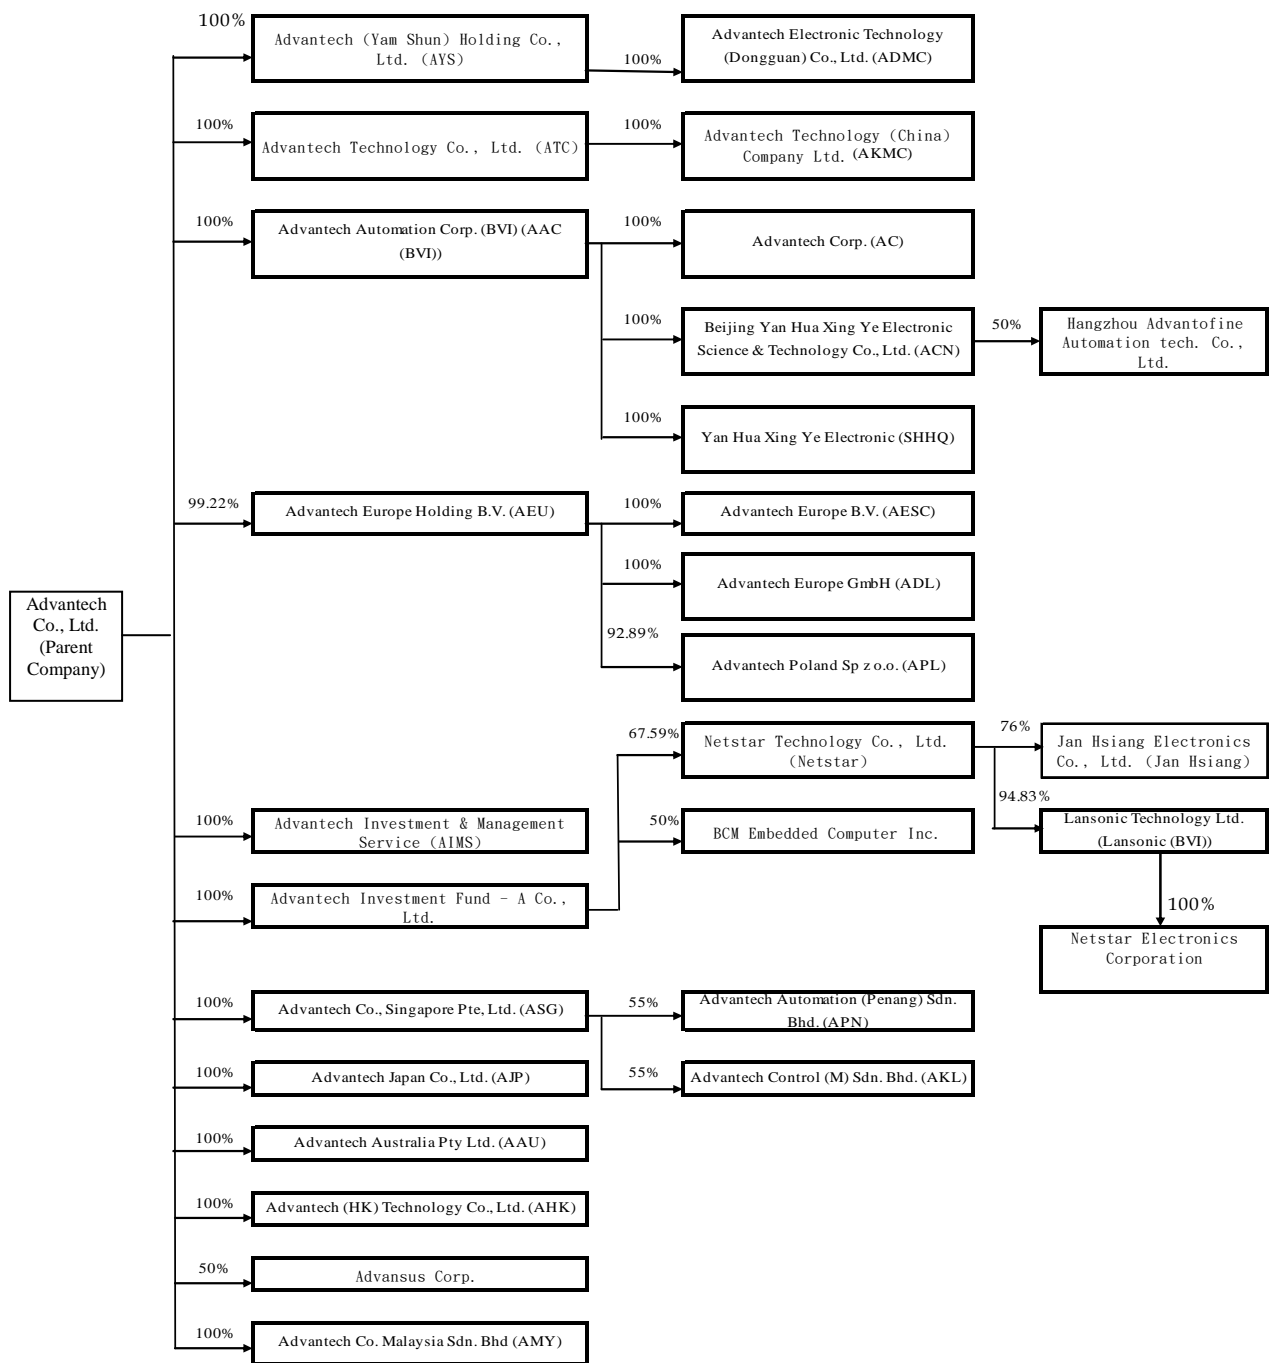 100%
Advantech (Yam Shun) Holding Co.,
Ltd. (AYS)
100%
Advantech Electronic Technology
(Dongguan) Co., Ltd. (ADMC)
100%
Advantech Technology Co., Ltd. (ATC)
100%
Advantech Technology (China)
Company Ltd. (AKMC)
100%
Advantech Automation Corp. (BVI) (AAC
(BVI))
100%
Advantech Corp. (AC)
100%
Beijing Yan Hua Xing Ye Electronic
Science & Technology Co., Ltd. (ACN)
50%
Hangzhou Advantofine
Automation tech. Co.,
Ltd.
100%
Yan Hua Xing Ye Electronic (SHHQ)
99.22%
Advantech Europe Holding B.V. (AEU)
100%
Advantech Europe B.V. (AESC)
100%
Advantech Europe GmbH (ADL)
92.89%
Advantech Poland Sp z o.o. (APL)
Advantech
Co., Ltd.
(Parent
Company)
67.59%
Netstar Technology Co., Ltd.
(Netstar)
76%
Jan Hsiang Electronics
Co., Ltd. (Jan Hsiang)
94.83%
Lansonic Technology Ltd.
(Lansonic (BVI))
100%
Advantech Investment & Management
Service (AIMS)
50%
BCM Embedded Computer Inc.
100%
Advantech Investment Fund - A Co.,
Ltd.
100%
Netstar Electronics
Corporation
100%
Advantech Co., Singapore Pte, Ltd. (ASG)
55%
Advantech Automation (Penang) Sdn.
Bhd. (APN)
100%
Advantech Japan Co., Ltd. (AJP)
55%
Advantech Control (M) Sdn. Bhd. (AKL)
100%
Advantech Australia Pty Ltd. (AAU)
100%
Advantech (HK) Technology Co., Ltd. (AHK)
50%
Advansus Corp.
100%
Advantech Co. Malaysia Sdn. Bhd (AMY)